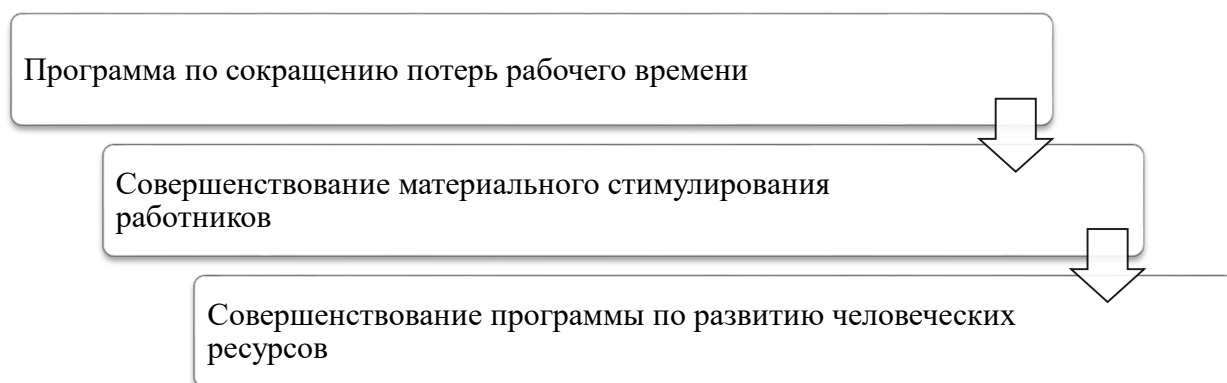 Программа по сокращению потерь рабочего времени
Совершенствование материального стимулирования
работников
Совершенствование программы по развитию человеческих
ресурсов